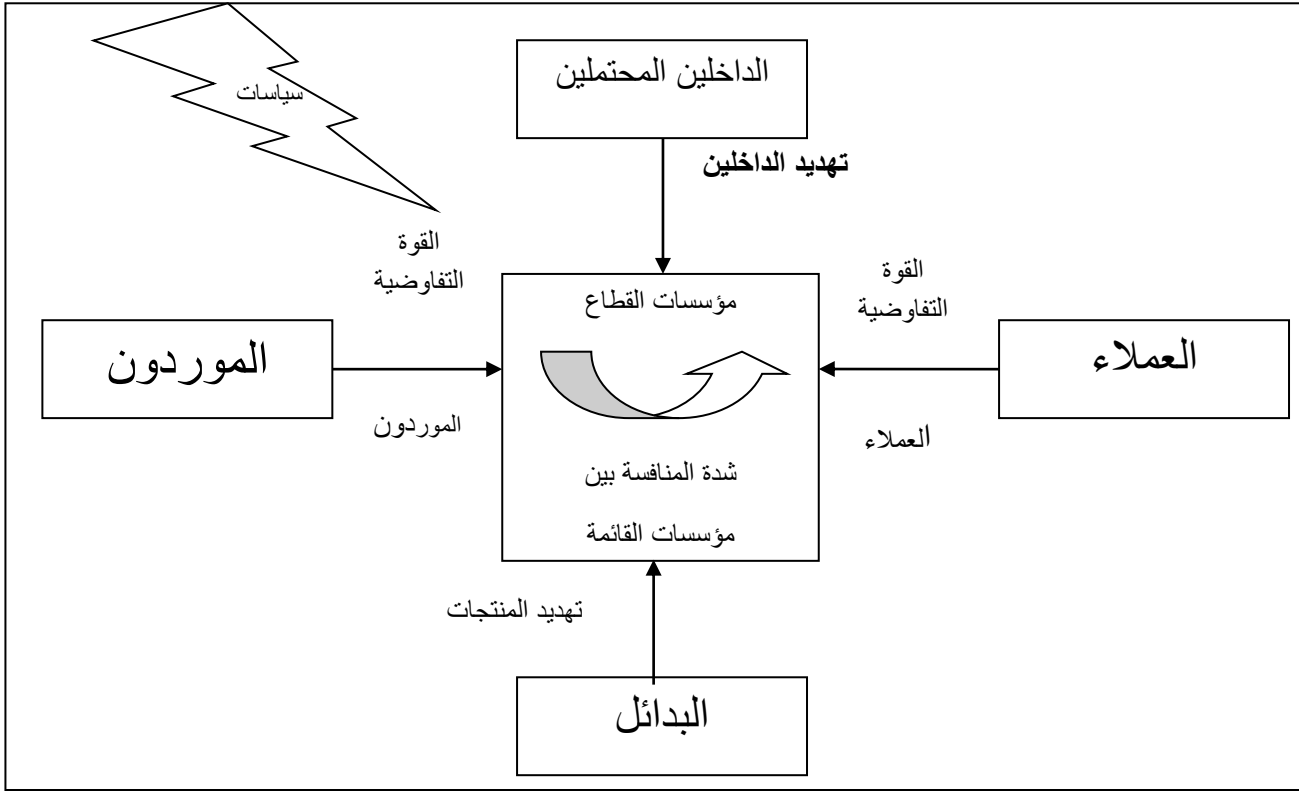 الداخلين المحتملين
سياسات
تهديد الداخلين
القوة
التفاوضية
القوة
التفاوضية
مؤسسات القطاع
العملاء
الموردون
العملاء
الموردون
شدة المنافسة بين
مؤسسات القائمة
تهديد المنتجات
البدائل